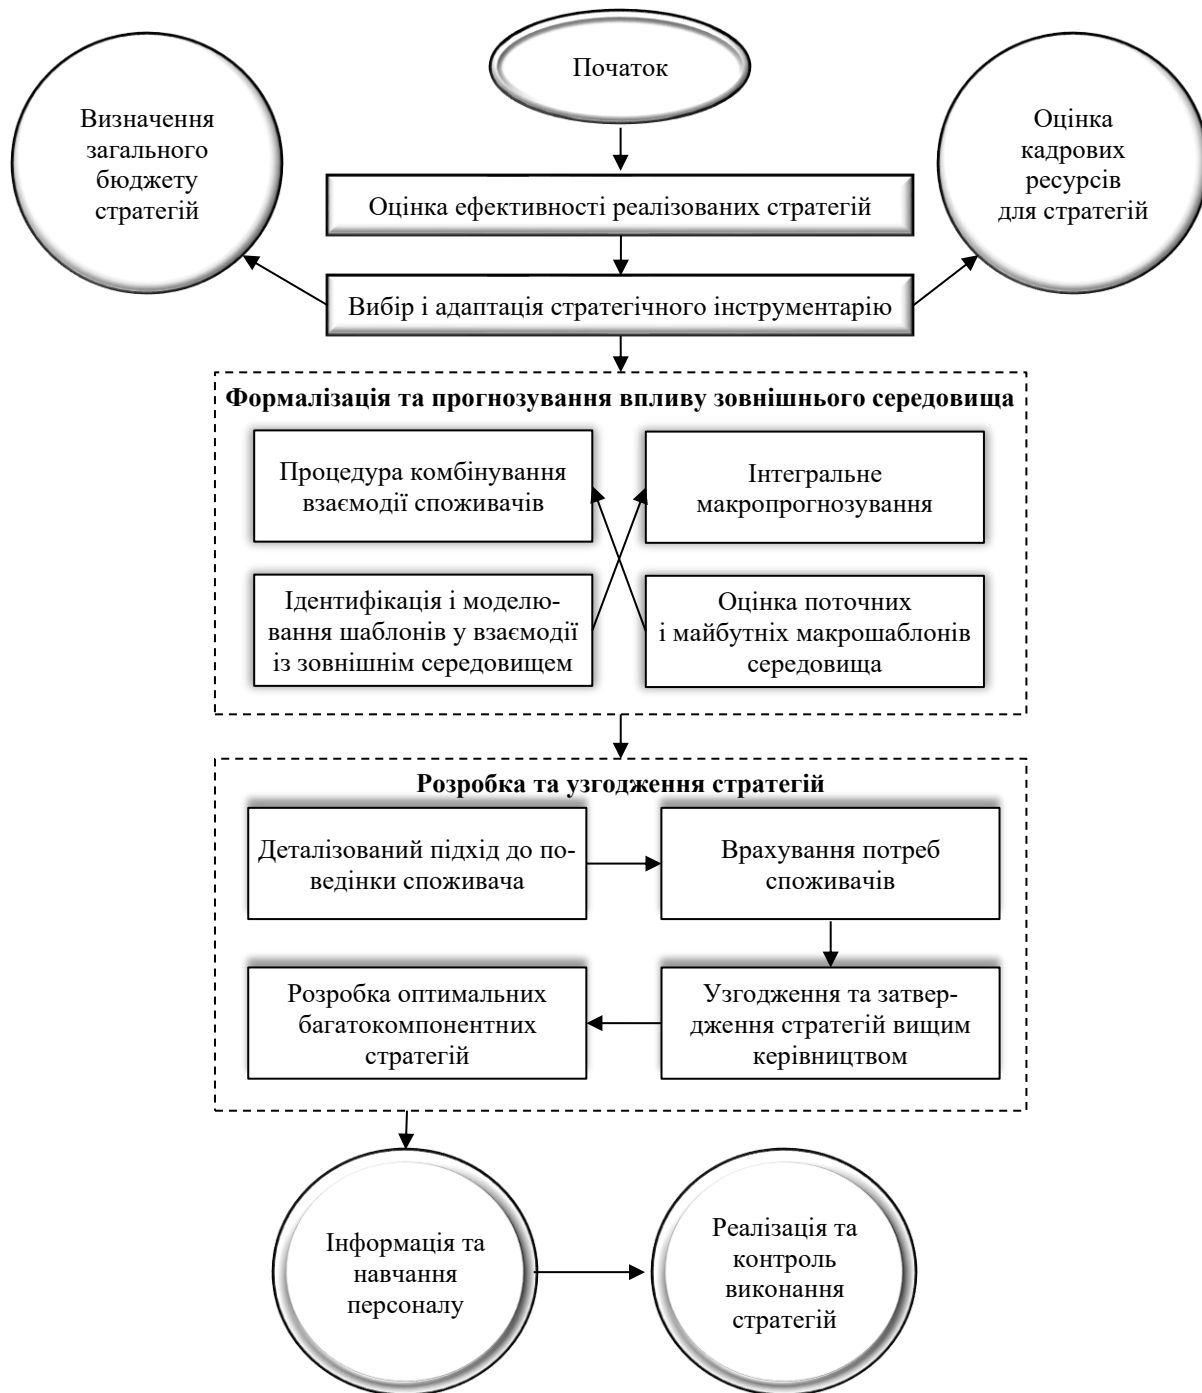 Початок
Визначення
загального
бюджету
стратегій
Оцінка
кадрових
ресурсів
для стратегій
Оцінка ефективності реалізованих стратегій
Вибір і адаптація стратегічного інструментарію
Формалізація та прогнозування впливу зовнішнього середовища
Процедура комбінування
взаємодії споживачів
Інтегральне
макропрогнозування
Ідентифікація і моделю-
вання шаблонів у взаємодії
із зовнішнім середовищем
Оцінка поточних
і майбутніх макрошаблонів
середовища
Розробка та узгодження стратегій
Деталізований підхід до по-
ведінки споживача
Врахування потреб
споживачів
Розробка оптимальних
багатокомпонентних
стратегій
Узгодження та затвер-
дження стратегій вищим
керівництвом
Інформація та
навчання
персоналу
Реалізація та
контроль
виконання
стратегій